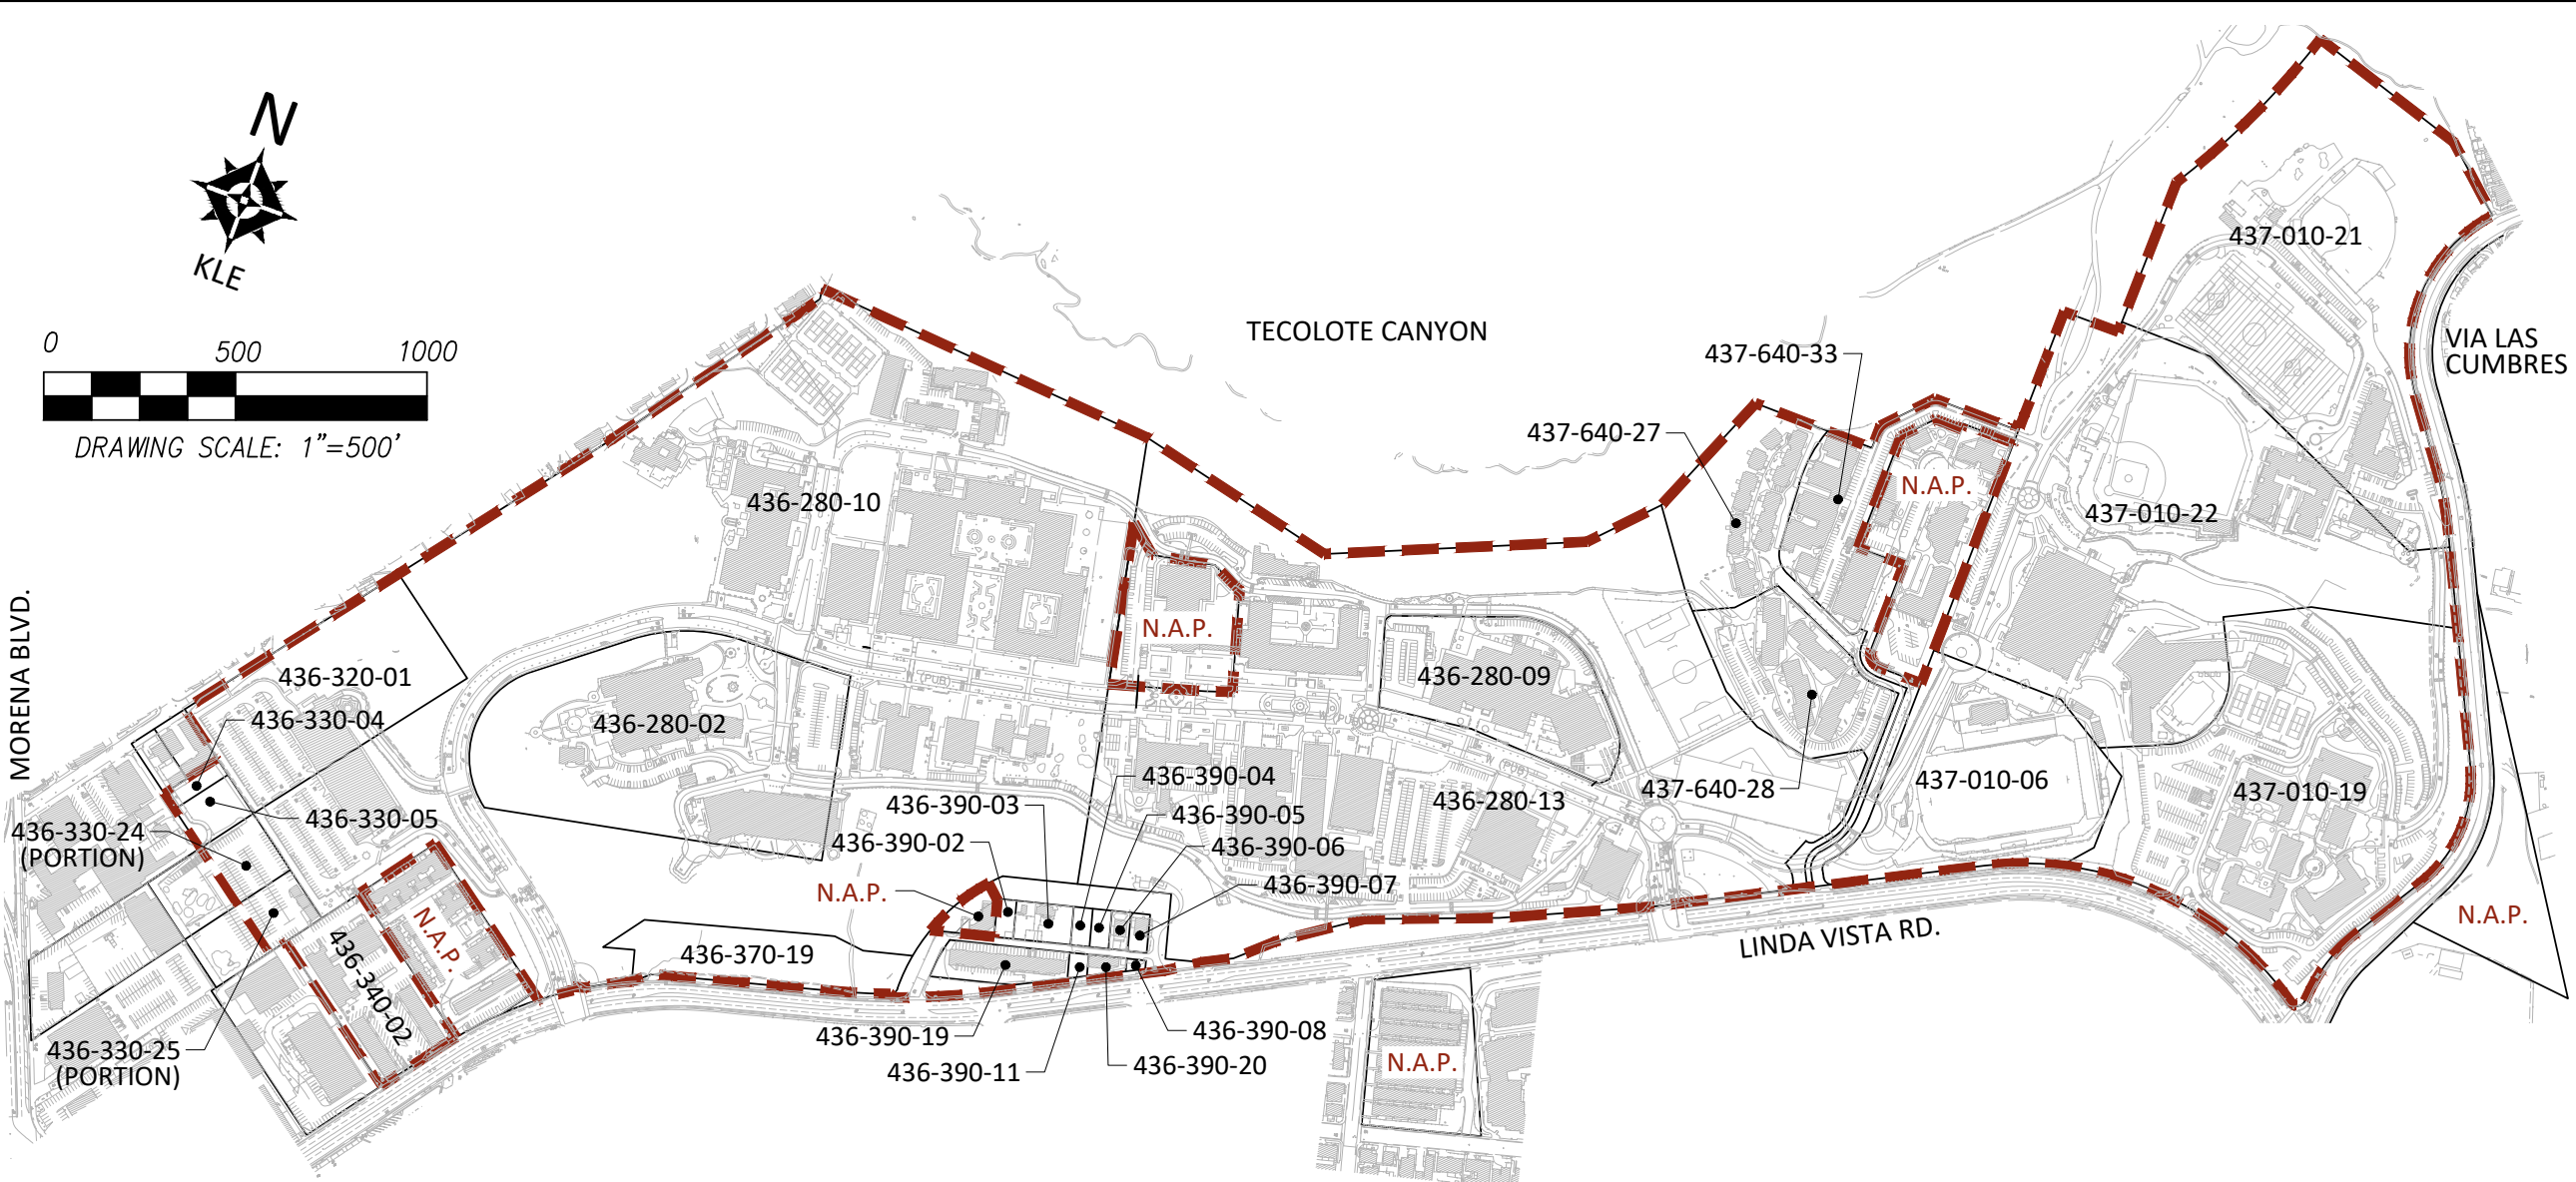 N
KLE
0 500 1000
DRAWING SCALE: 1"=500'
TECOLOTE CANYON
437-010-21
VIA LAS
CUMBRES
437-640-33
437-640-27
N.A.P.
436-280-10
437-010-22
MORENA BLVD.
N.A.P.
436-320-01
436-280-09
436-330-04
436-280-02
437-640-28
437-010-06
436-390-04
436-390-03
436-280-13
437-010-19
436-330-05
436-390-05
436-330-24
(PORTION)
436-390-02
436-390-06
436-390-07
N.A.P.
N.A.P.
N.A.P.
LINDA VISTA RD.
436-370-19
436-340-02
436-390-19
436-390-08
436-330-25
(PORTION)
436-390-11
436-390-20
N.A.P.